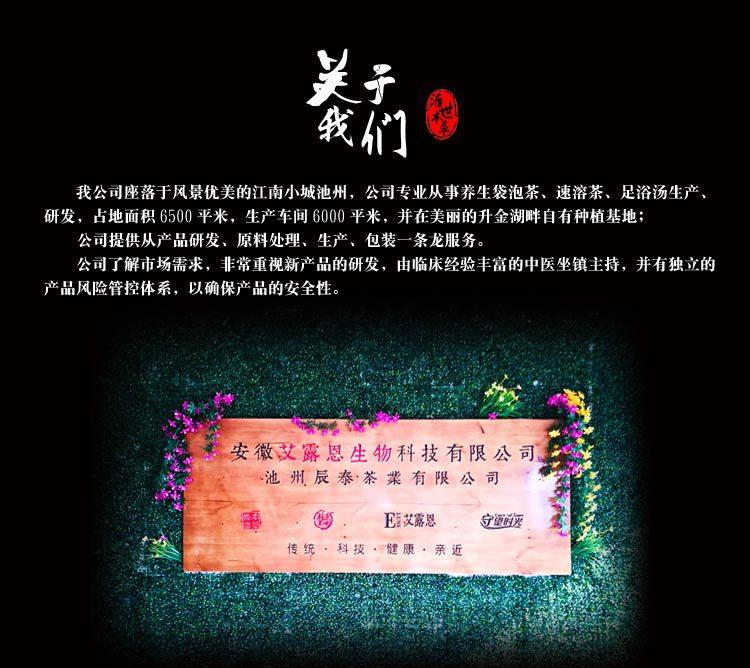 关于
我们
我公司座落于风景优美的江南小城池州，公司专业从事养生袋泡茶、速溶茶、足浴汤生产、
研发，占地面积6500平米，生产车间6000平米，并在美丽的升金湖畔自有种植基地；
公司提供从产品研发、原料处理、生产、包装一条龙服务。
公司了解市场需求，非常重视新产品的研发，由临床经验丰富的中医坐镇主持，并有独立的
产品风险管控体系，以确保产品的安全性。
安徽艾露恩生物科技有限公司
池州辰泰茶業有限公司
艾露恩 守望时光
传统·科技·健康·亲近